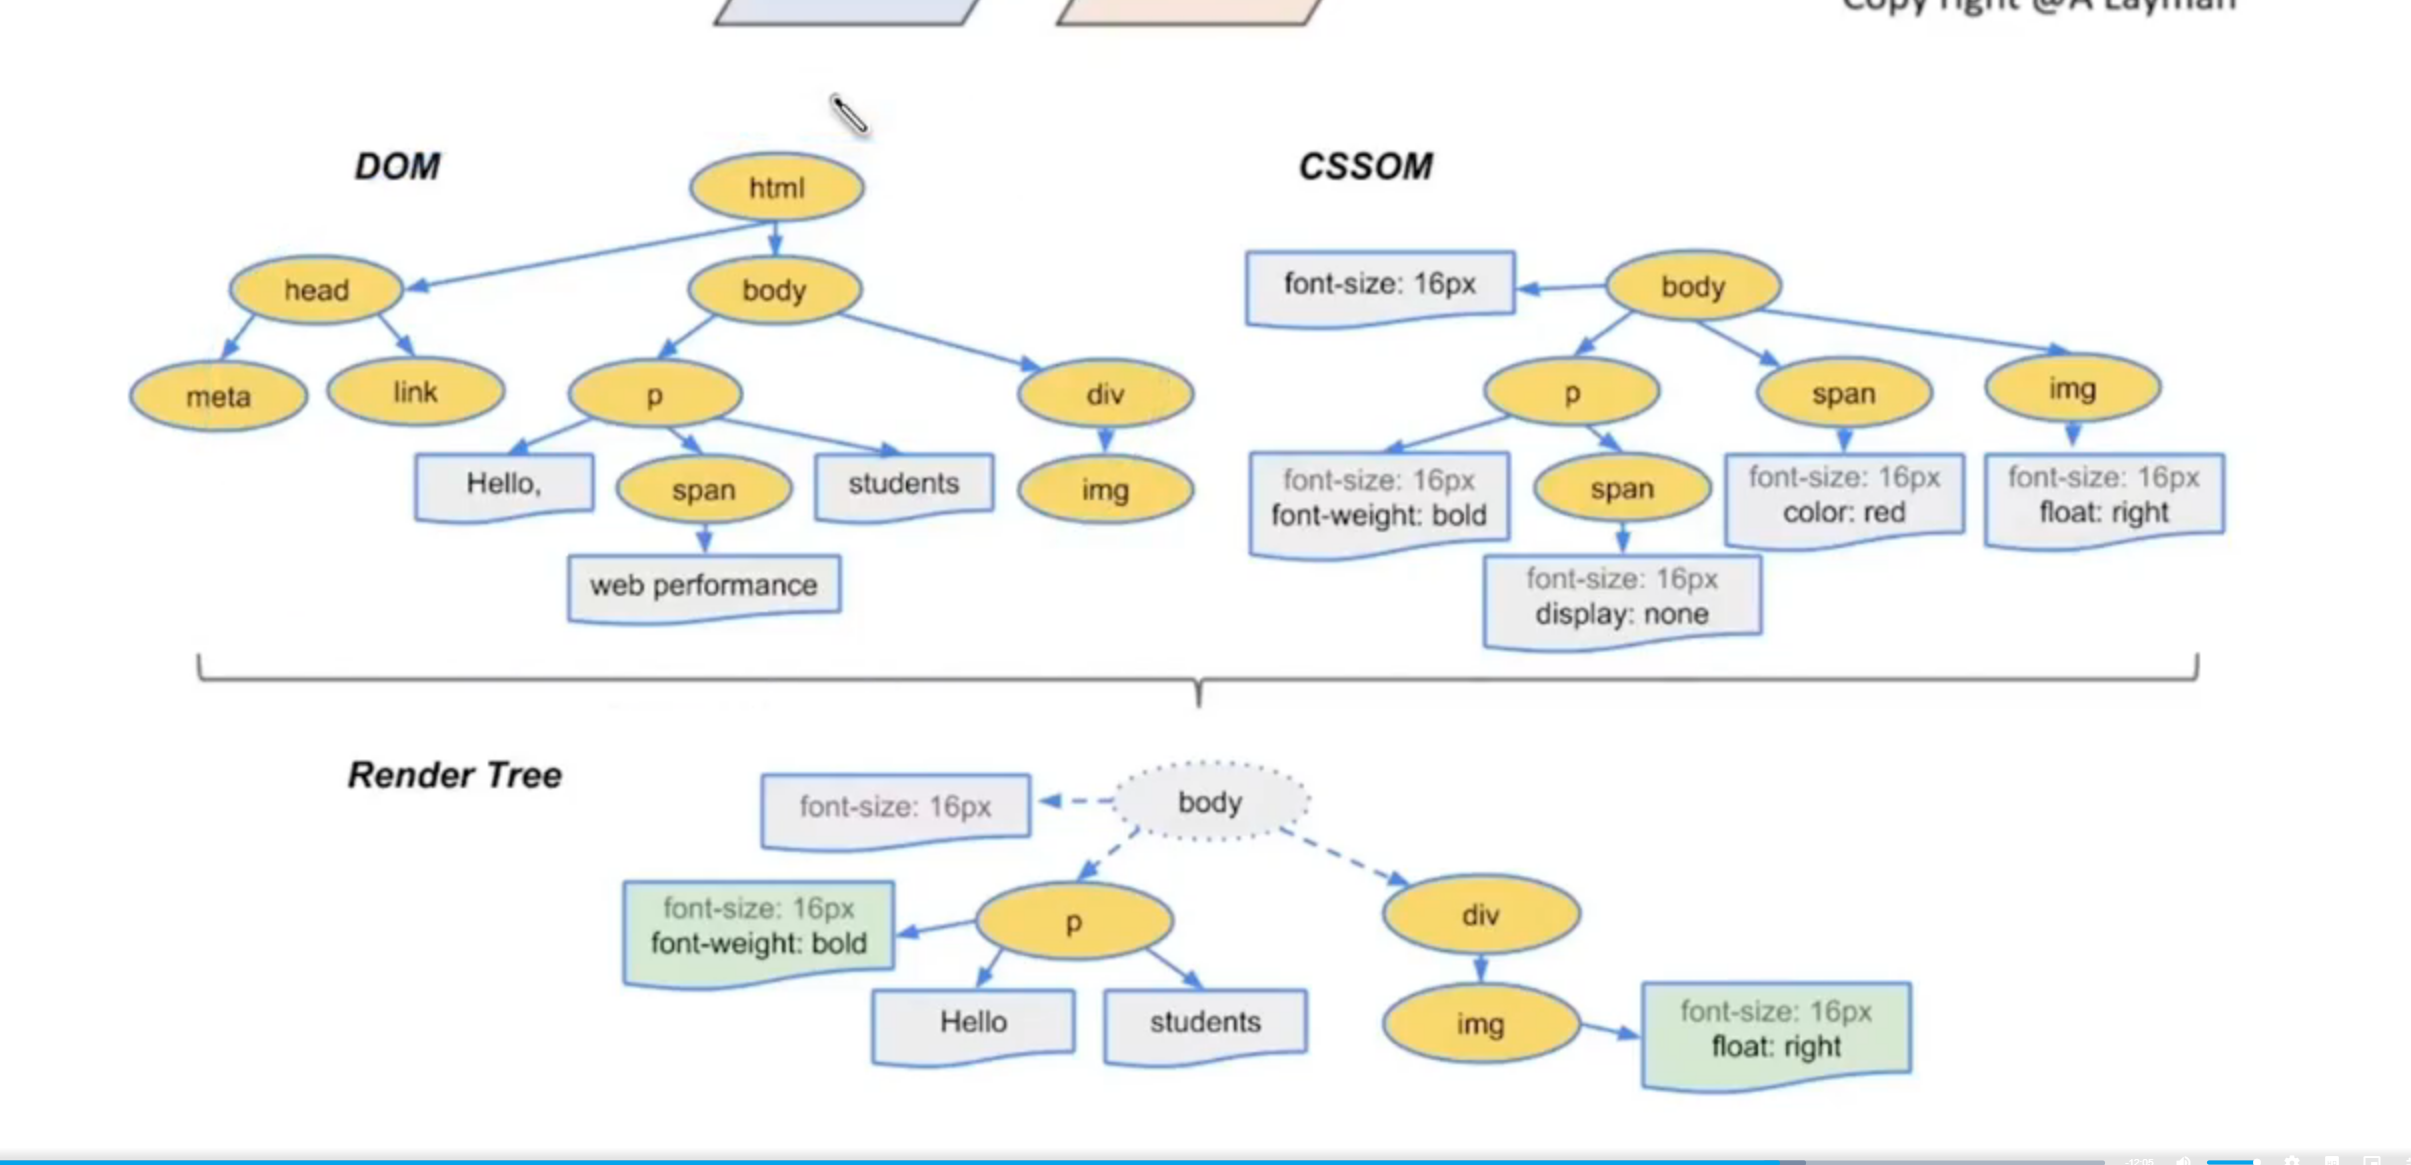 Copy right @A Layman
DOM
html
head
body
meta
link
p
div
Hello,
span
students
img
web performance
CSSOM
font-size: 16px
body
p
span
img
font-size: 16px
font-weight: bold
span
font-size: 16px
color: red
font-size: 16px
float: right
font-size: 16px
display: none
Render Tree
font-size: 16px
body
font-size: 16px
font-weight: bold
p
div
Hello
students
img
font-size: 16px
float: right